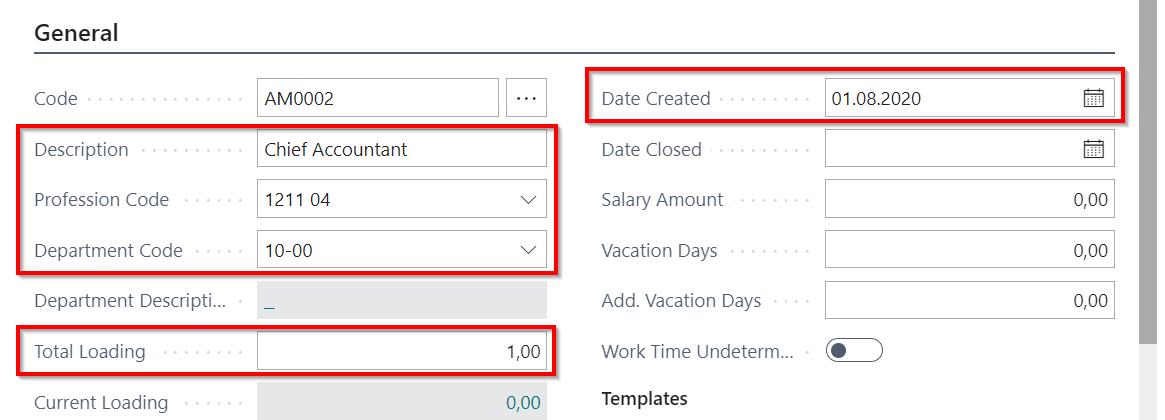 General
Code
AM0002
...
Description
Chief Accountant
Profession Code
1211 04
Department Code
10-00
Department Descripti...
_
Total Loading
1,00
Current Loading
0,00
Date Created
01.08.2020
Date Closed
Salary Amount
0,00
Vacation Days
0,00
Add. Vacation Days
0,00
Work Time Undeterm...
Templates